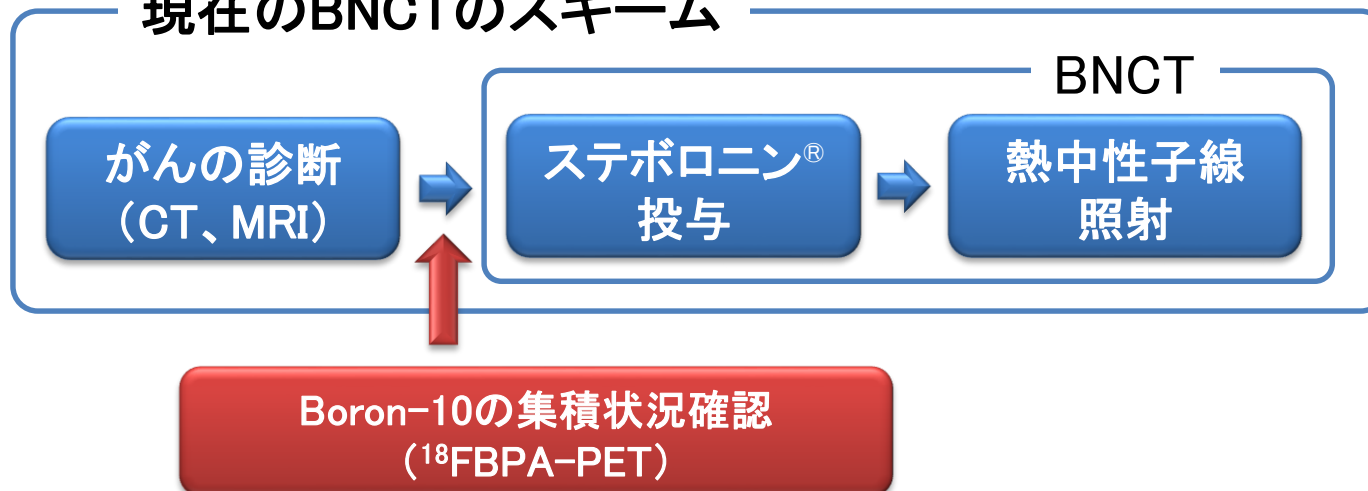 現在のBNCTのスキーム
BNCT
がんの診断
（CT、MRI）
ステボロニン®
投与
熱中性子線
照射
Boron-10の集積状況確認
（¹⁸FBPA-PET）